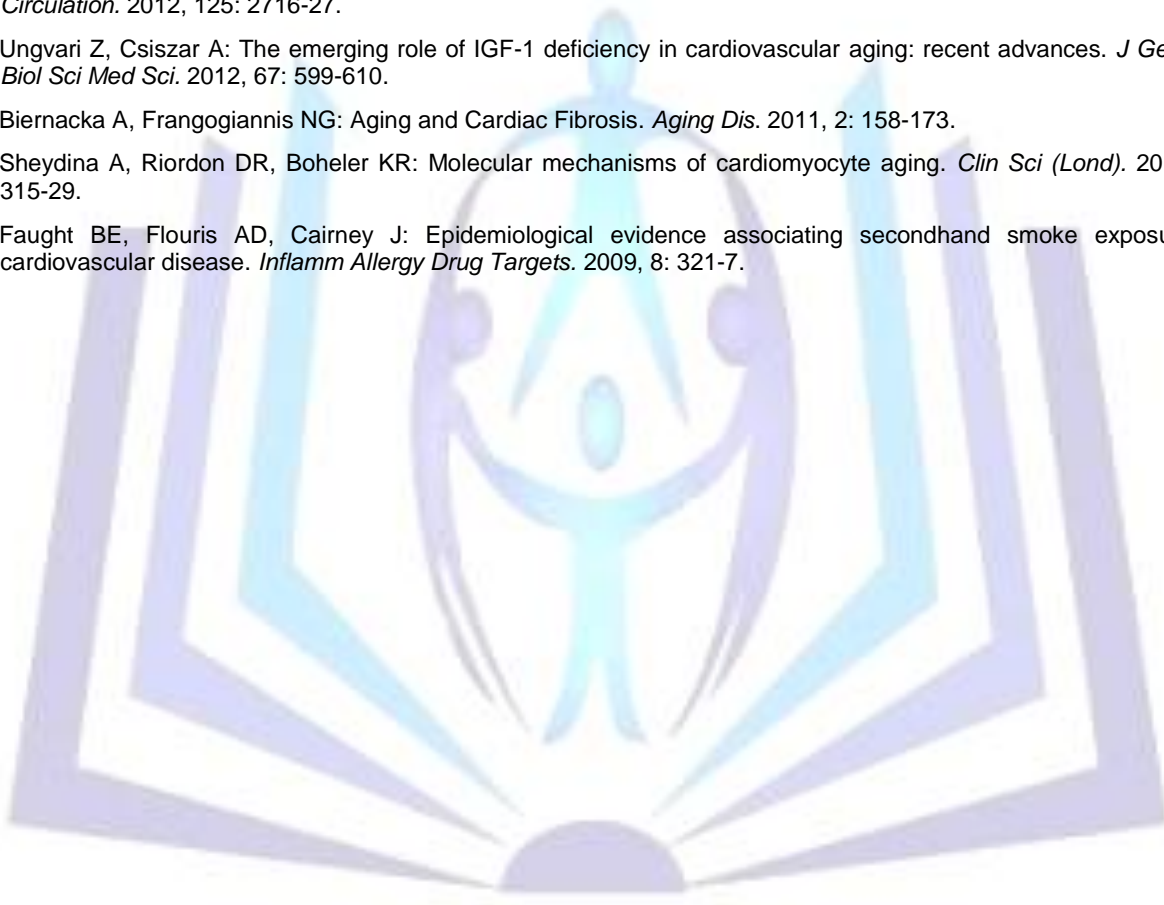 Circulation. 2012, 125: 2716-27.
Ungvari Z, Csiszar A: The emerging role of IGF-1 deficiency in cardiovascular aging: recent advances. J Ge
Biol Sci Med Sci. 2012, 67: 599-610.
Biernacka A, Frangogiannis NG: Aging and Cardiac Fibrosis. Aging Dis. 2011, 2: 158-173.
Sheydina A, Riordon DR, Boheler KR: Molecular mechanisms of cardiomyocyte aging. Clin Sci (Lond). 20
315-29.
Faught BE, Flouris AD, Cairney J: Epidemiological evidence associating secondhand smoke exposu
cardiovascular disease. Inflamm Allergy Drug Targets. 2009, 8: 321-7.